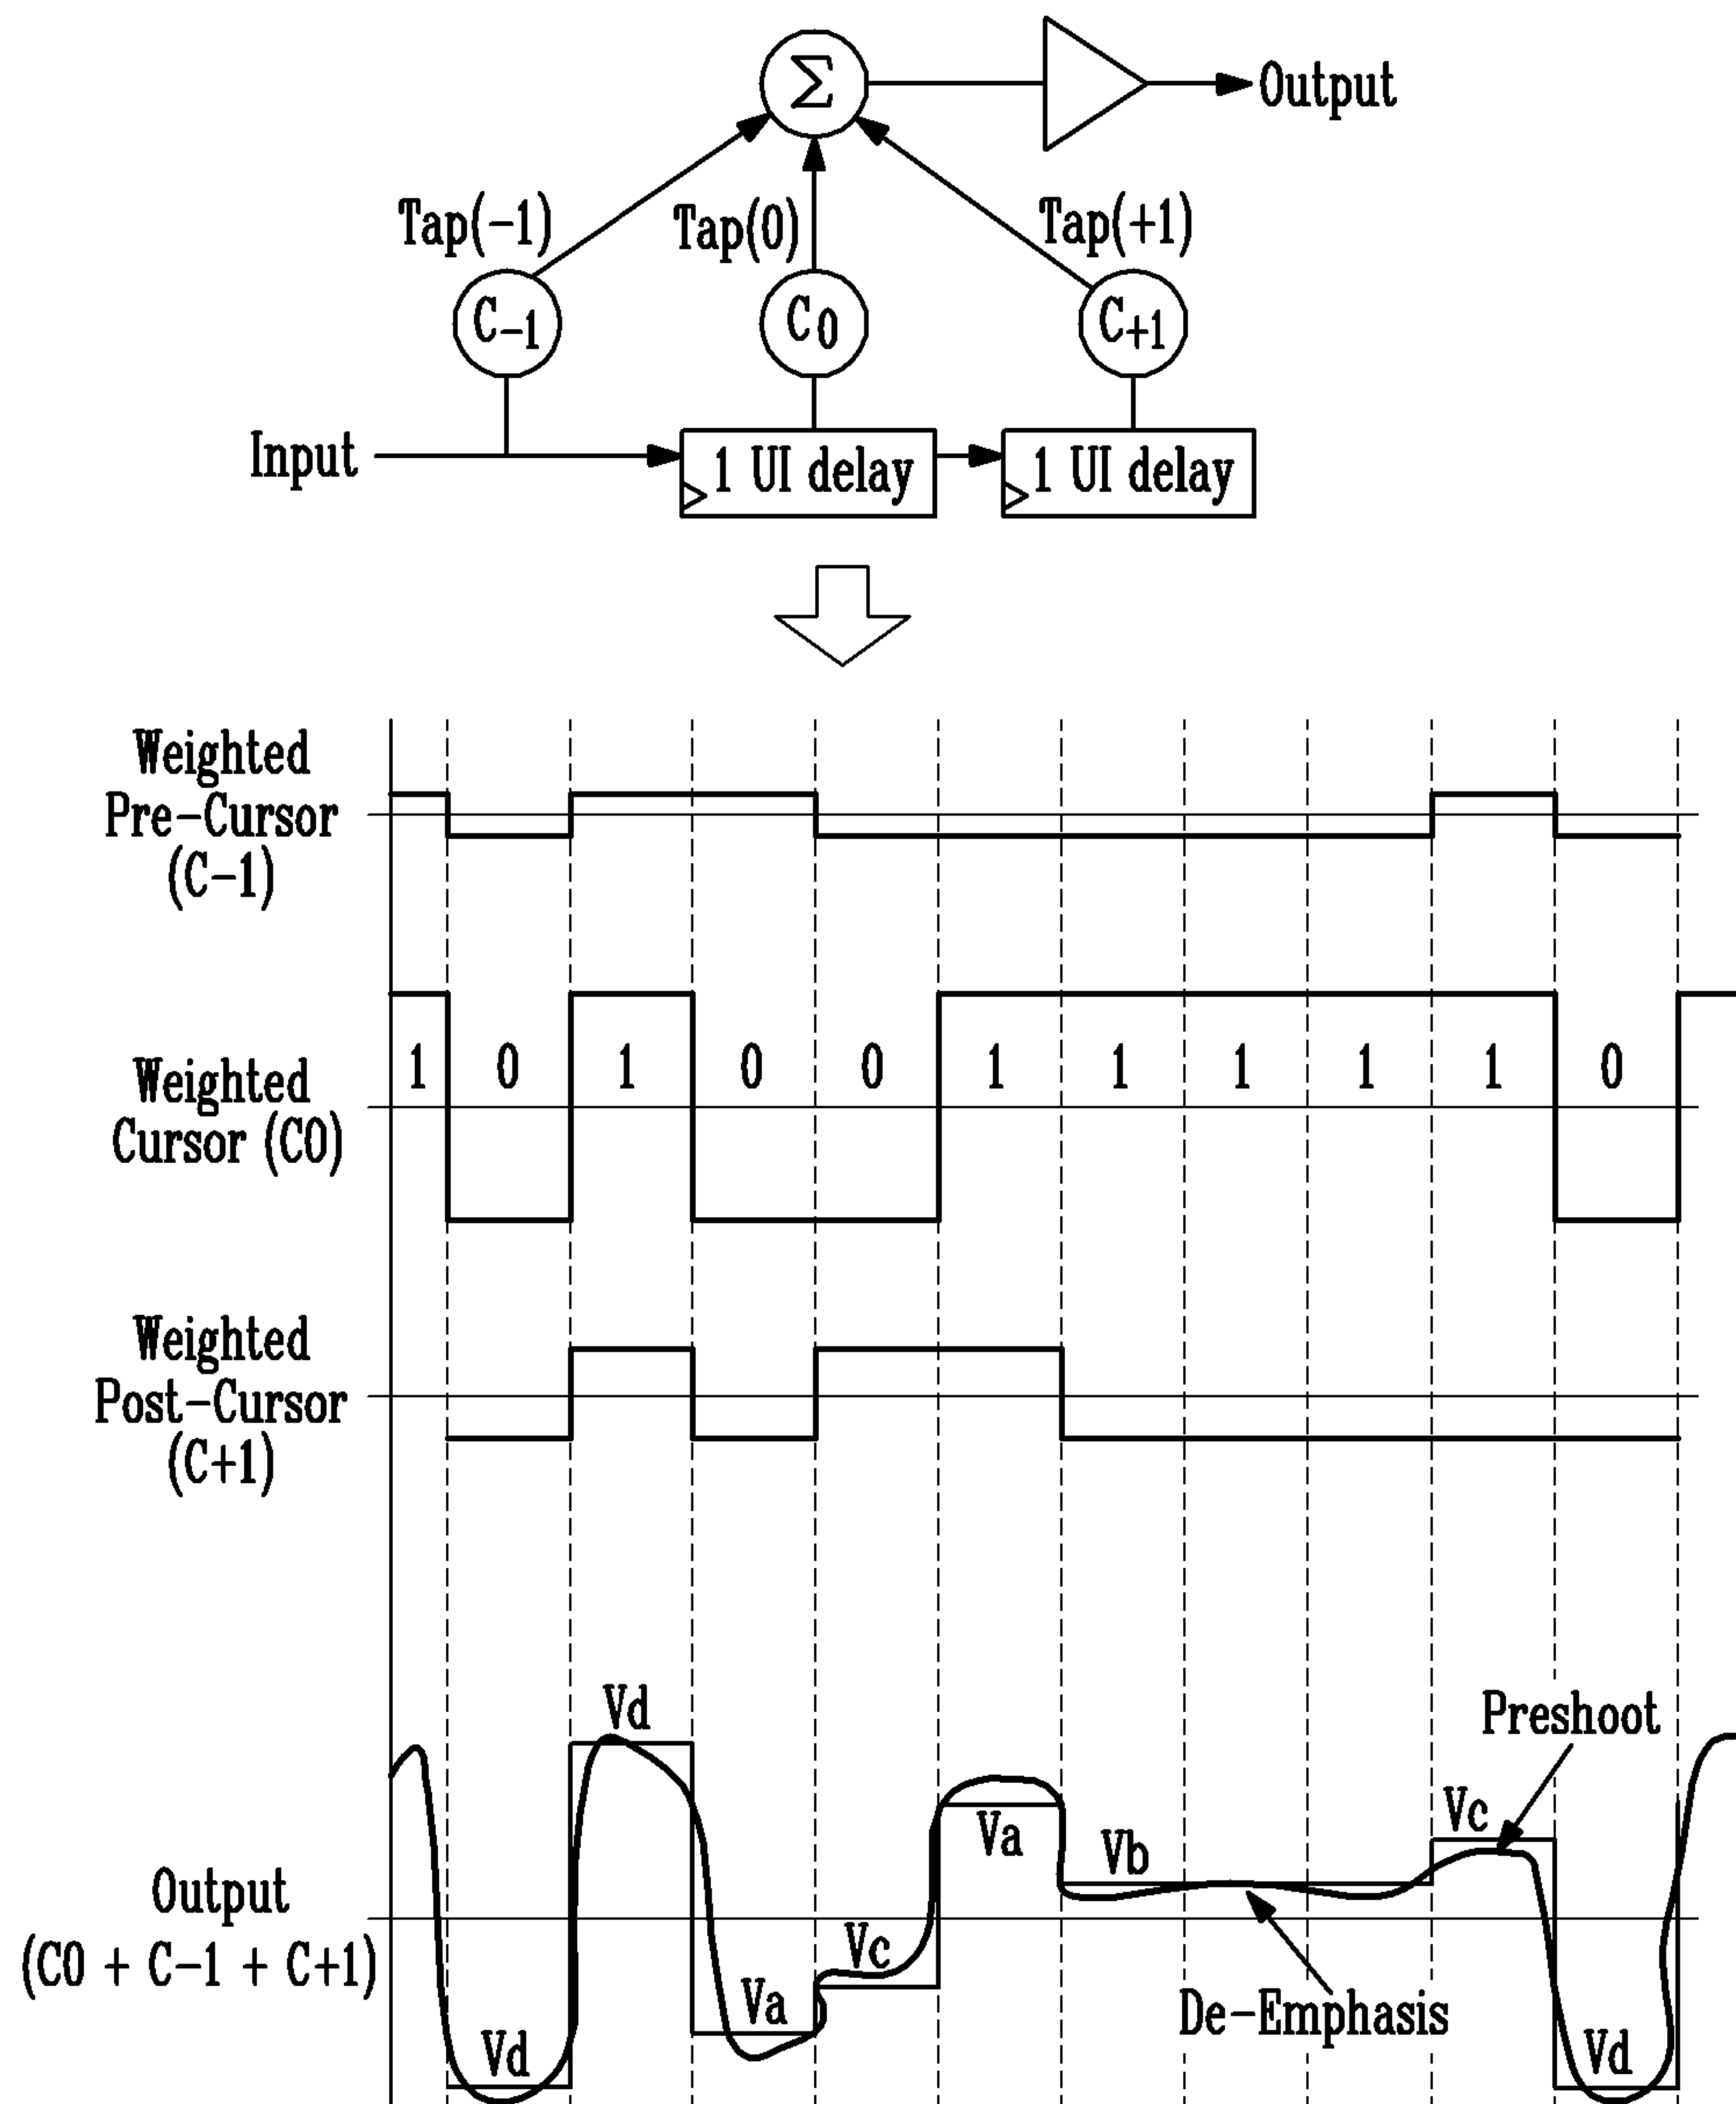 Σ
Output
Tap(-1)
Tap(0)
Tap(+1)
C-1
C0
C+1
Input
1 UI delay
1 UI delay
Weighted
Pre-Cursor
(C-1)
1 0 1 0 0 1 1 1 1 1 0
Weighted
Cursor (C0)
Weighted
Post-Cursor
(C+1)
Vd
Preshoot
Vc
Va
Vb
Output
(C0 + C-1 + C+1)
Vc
Va
De-Emphasis
Vd
Vd